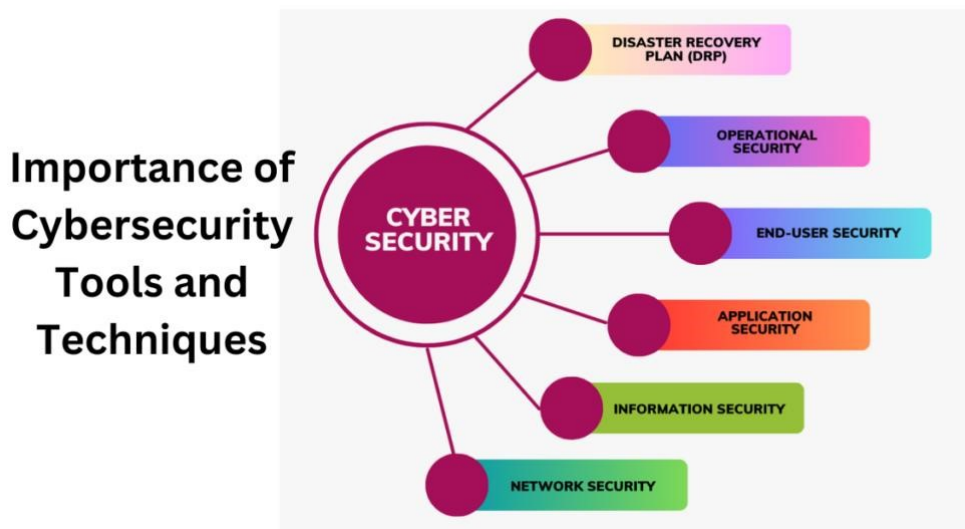 Importance of
Cybersecurity
Tools and
Techniques
CYBER
SECURITY
DISASTER RECOVERY
PLAN (DRP)
OPERATIONAL
SECURITY
END-USER SECURITY
APPLICATION
SECURITY
INFORMATION SECURITY
NETWORK SECURITY